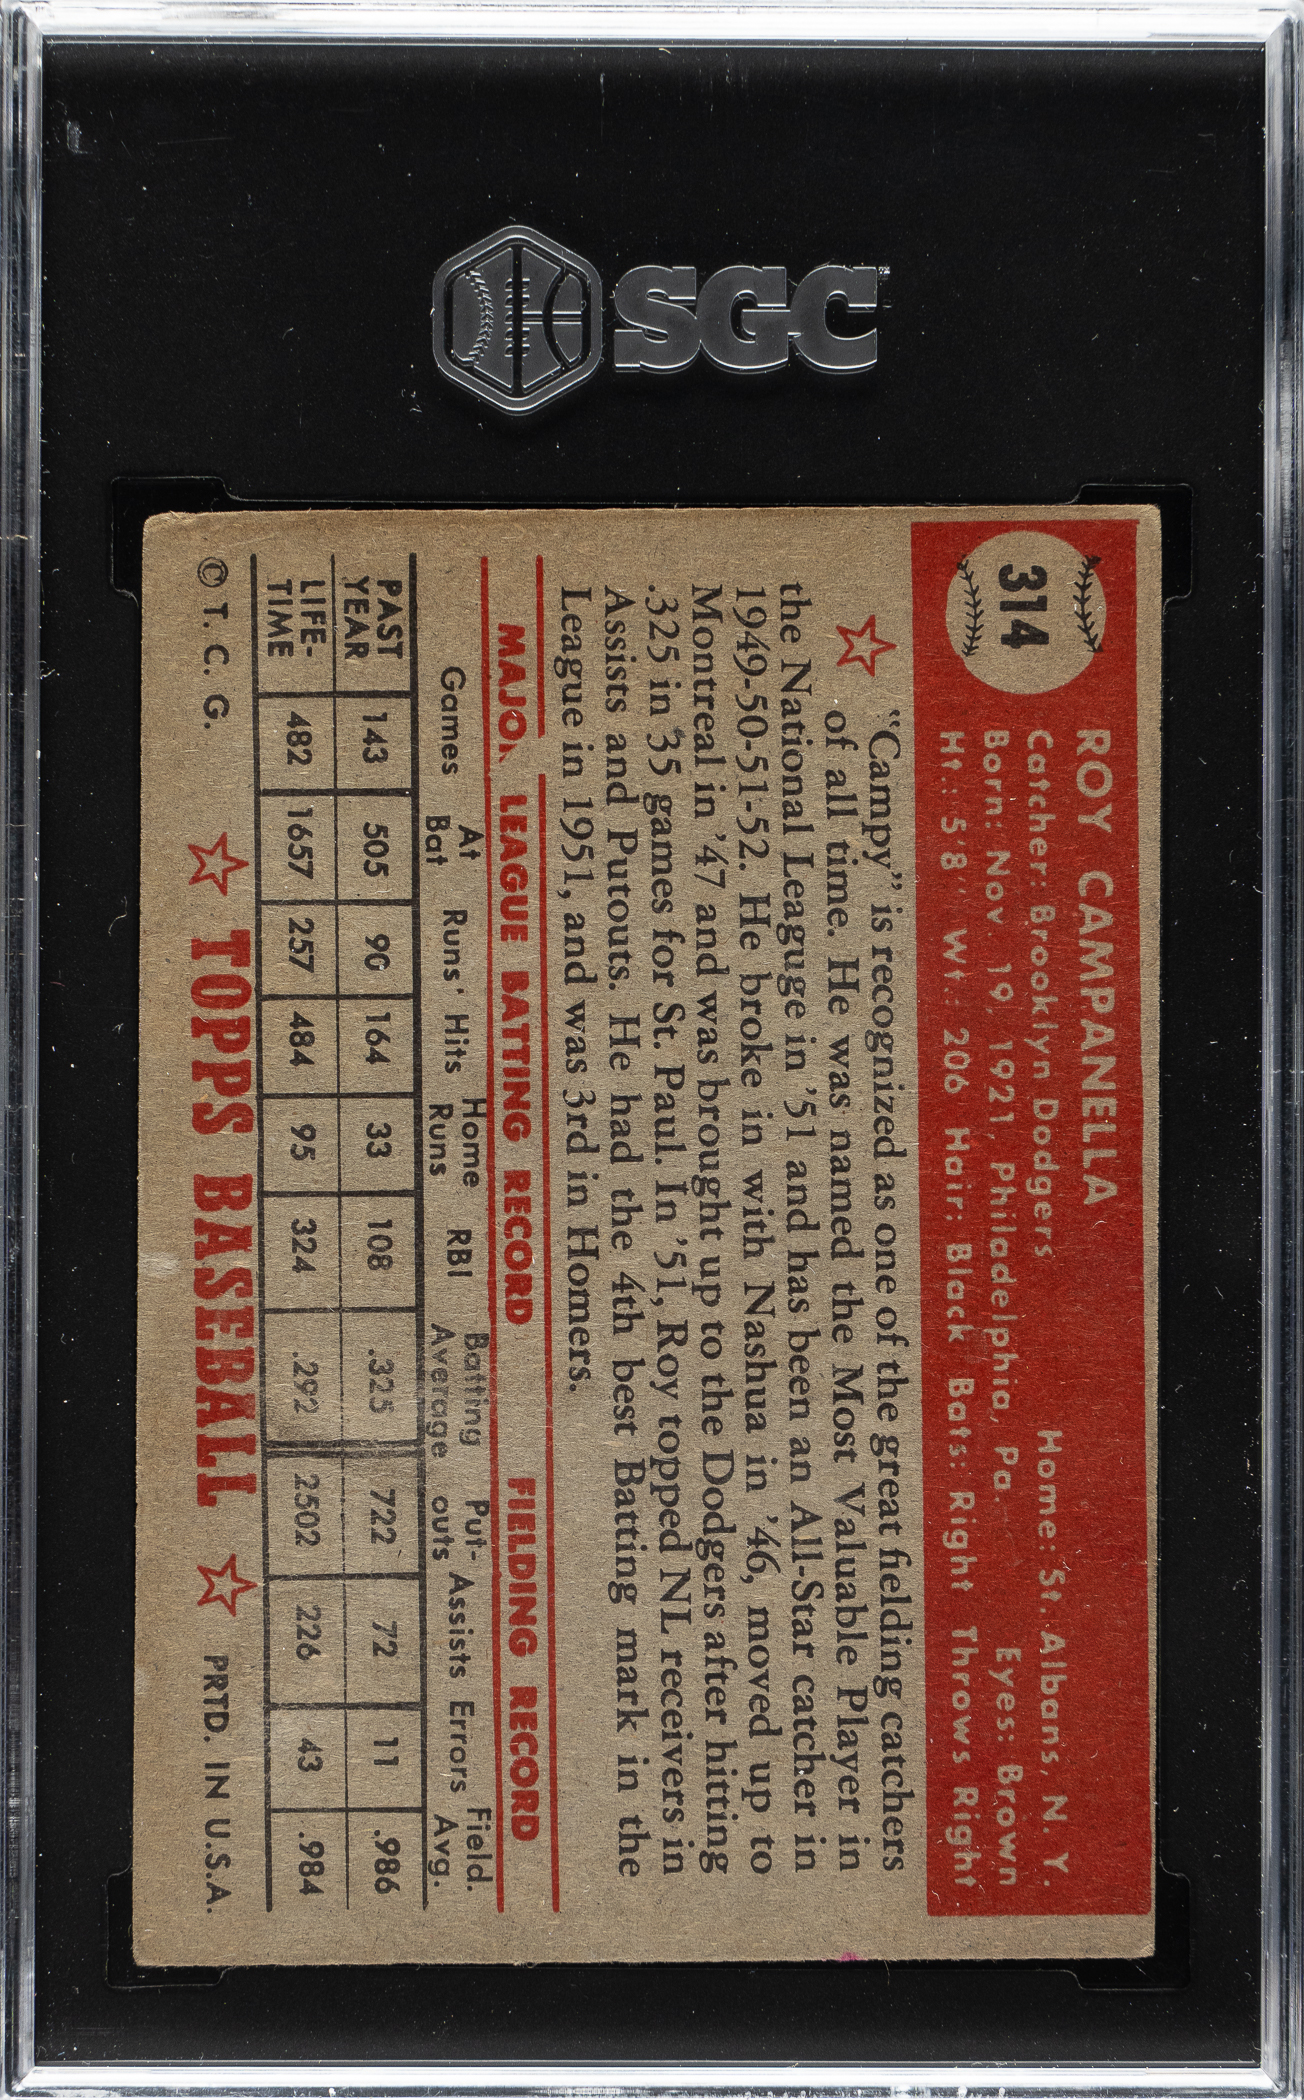 SGC
314
ROY CAMPANELLA
Catcher: Brooklyn Dodgers Home: St. Albans, N. Y.
Born: Nov. 19, 1921, Philadelphia, Pa. Eyes: Brown
Ht.: 5'8" Wt.: 206 Hair: Black Bats: Right Throws Right
"Campy" is recognized as one of the great fielding catchers
of all time. He was named the Most Valuable Player in
the National Leaguge in '51 and has been an All-Star catcher in
1949-50-51-52. He broke in with Nashua in '46, moved up to
Montreal in '47 and was brought up to the Dodgers after hitting
.325 in 35 games for St. Paul. In '51, Roy topped NL receivers in
Assists and Putouts. He had the 4th best Batting mark in the
League in 1951, and was 3rd in Homers.
MAJOR LEAGUE BATTING RECORD FIELDING RECORD
Games At Bat Runs Hits Home Runs RBI Batting Average Put-outs Assists Errors Field. Avg.
PAST YEAR 143 505 90 164 33 108 .325 722 72 11 .986
LIFE-TIME 482 1657 257 484 95 324 .292 2502 226 43 .984
© T. C. G. TOPPS BASEBALL PRTD. IN U.S.A.